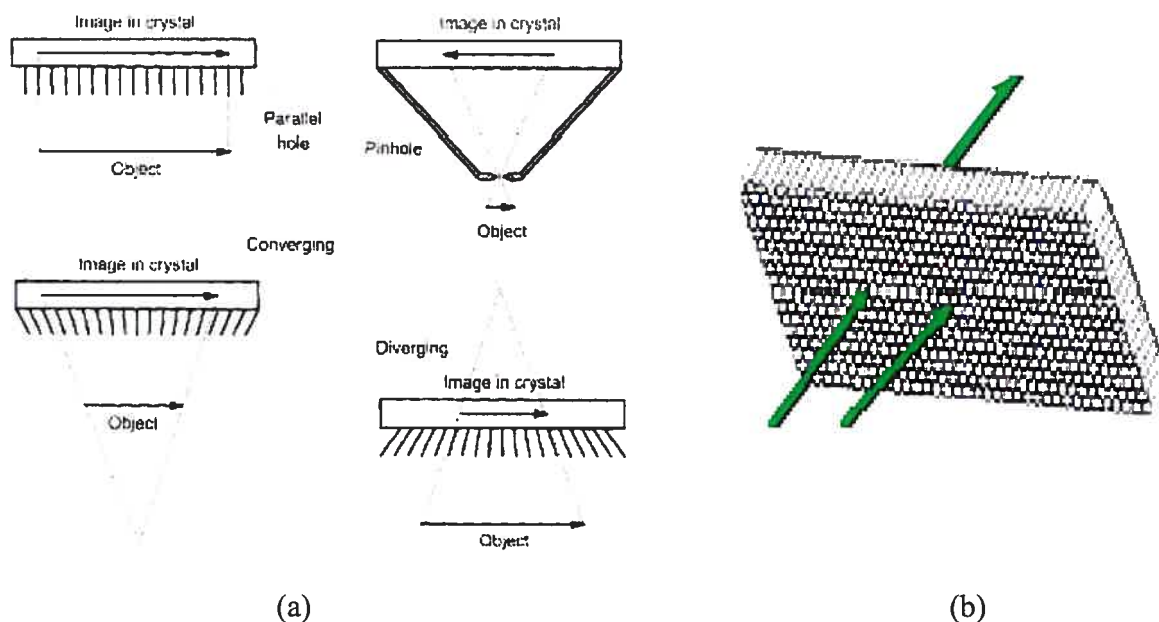 Image in crystal
Parallel
hole
Object
Image in crystal
Pinhole
Object
Converging
Image in crystal
Object
Diverging
Image in crystal
Object
(a)
(b)